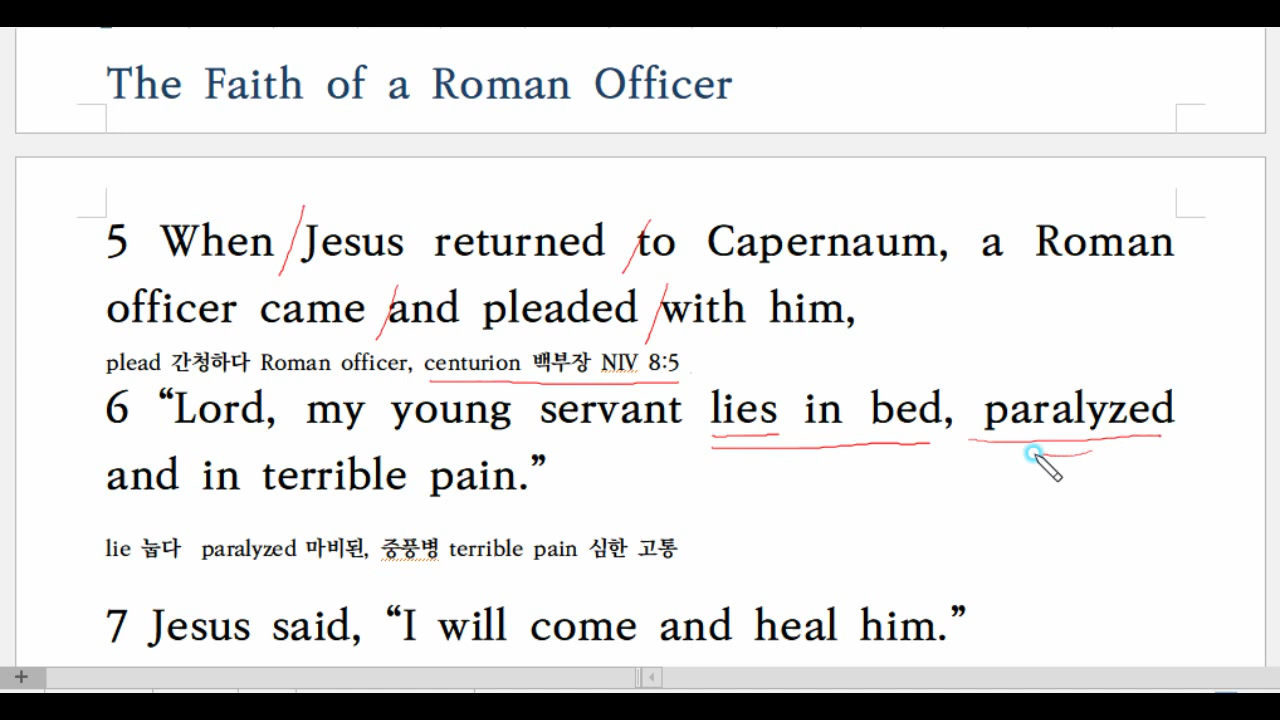 The Faith of a Roman Officer
5 When Jesus returned to Capernaum, a Roman
officer came and pleaded with him,
plead 간청하다 Roman officer, centurion 백부장 NIV 8:5
6 “Lord, my young servant lies in bed, paralyzed
and in terrible pain.”
lie 눕다 paralyzed 마비된, 중풍병 terrible pain 심한 고통
7 Jesus said, “I will come and heal him.”